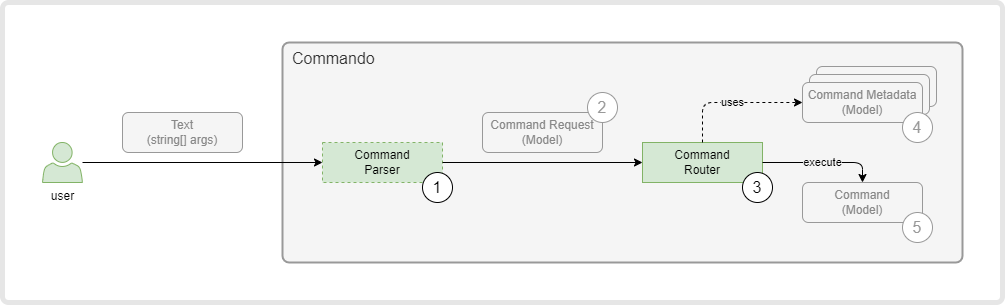 Commando
Text
(string[] args)
user
Command
Parser
1
Command Request
(Model)
2
Command
Router
3
uses
Command Metadata
(Model)
4
execute
Command
(Model)
5